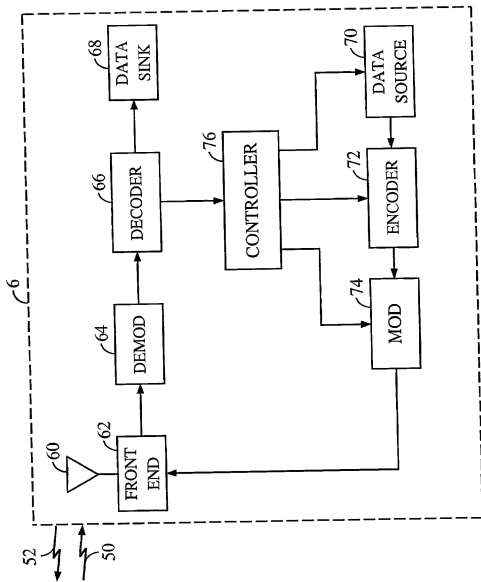 6
52
50
60
62
FRONT
END
64
DEMOD
66
DECODER
68
DATA
SINK
76
CONTROLLER
70
DATA
SOURCE
72
ENCODER
74
MOD